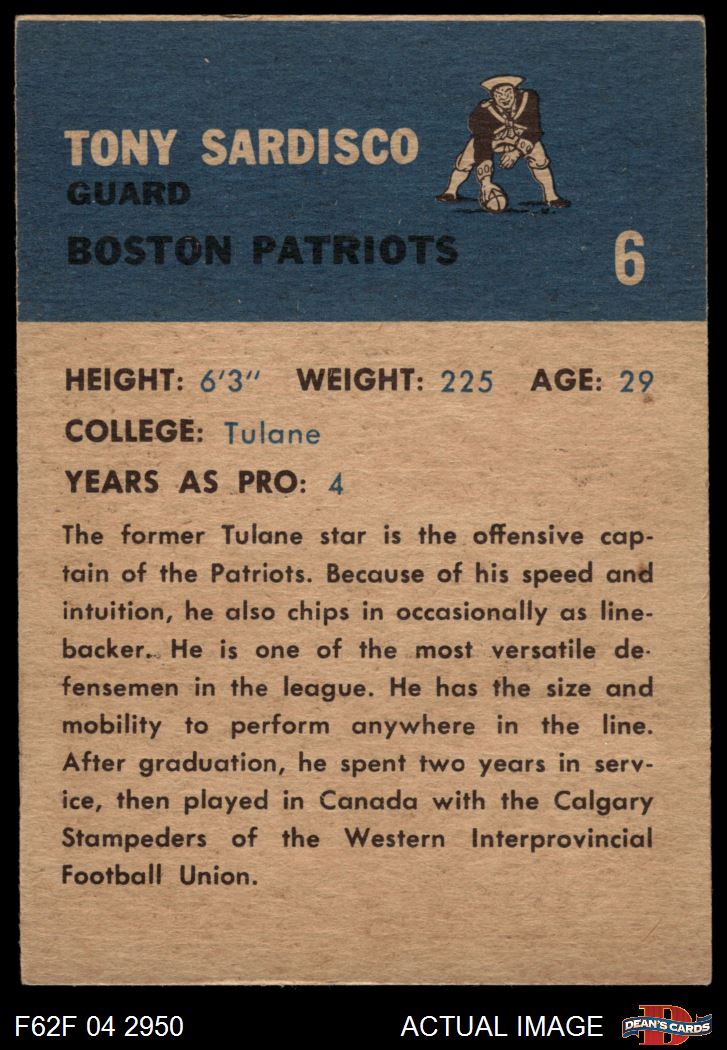 TONY SARDISCO
GUARD
BOSTON PATRIOTS
6
HEIGHT: 6'3" WEIGHT: 225 AGE: 29
COLLEGE: Tulane
YEARS AS PRO: 4
The former Tulane star is the offensive cap-
tain of the Patriots. Because of his speed and
intuition, he also chips in occasionally as line-
backer. He is one of the most versatile de-
fensemen in the league. He has the size and
mobility to perform anywhere in the line.
After graduation, he spent two years in serv-
ice, then played in Canada with the Calgary
Stampeders of the Western Interprovincial
Football Union.
F62F 04 2950 ACTUAL IMAGE D DEAN'S CARDS